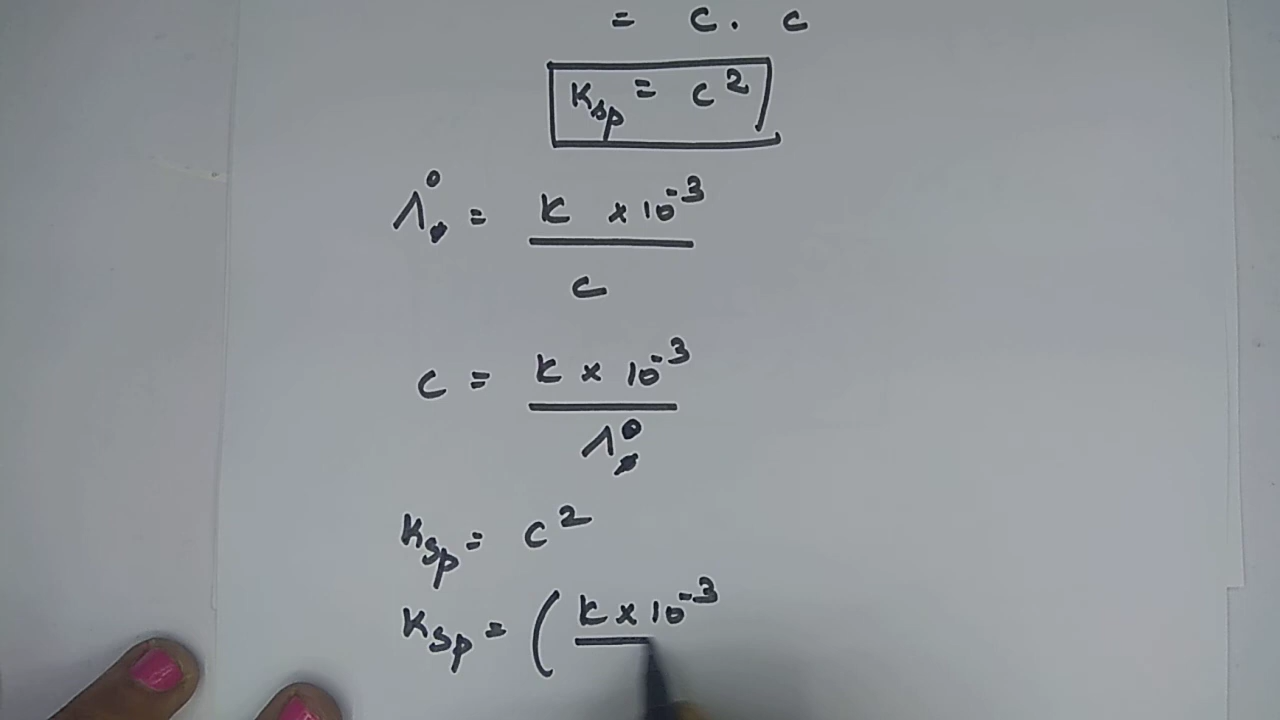 = c . c
Ksp = c²
Λ° = K × 10⁻³
c
c = K × 10⁻³
Λ°
Ksp = c²
Ksp = ( K × 10⁻³